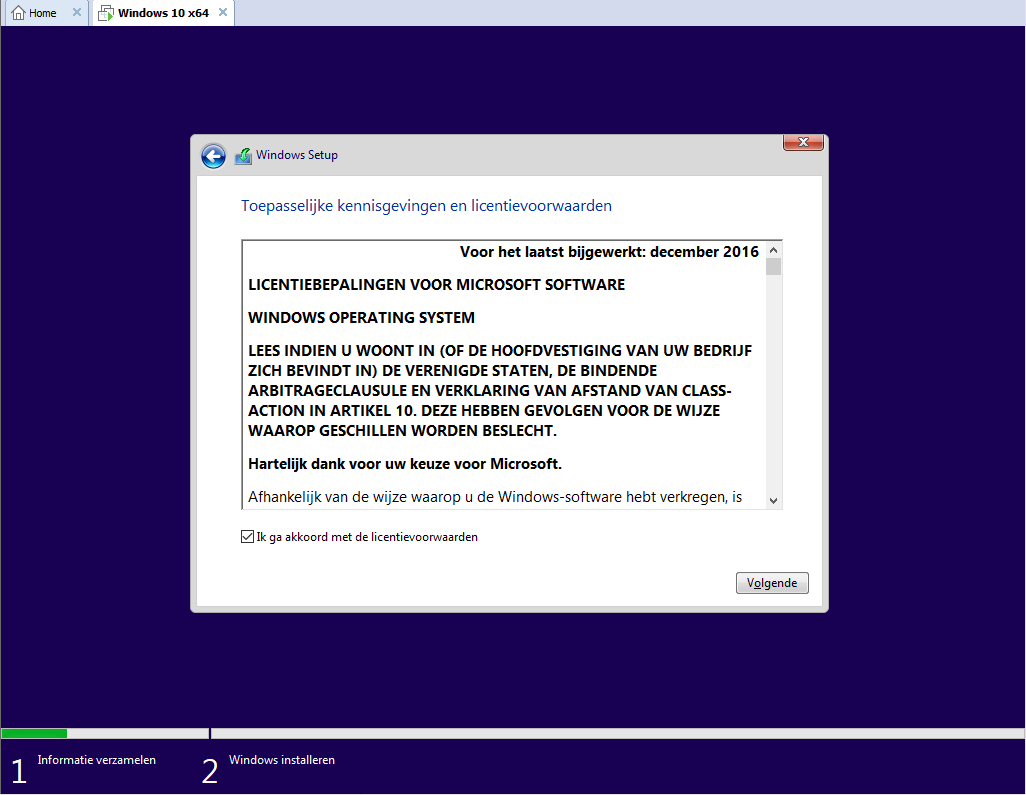 Home
Windows 10 x64
Windows Setup
Toepasselijke kennisgevingen en licentievoorwaarden
Voor het laatst bijgewerkt: december 2016
LICENTIEBEPALINGEN VOOR MICROSOFT SOFTWARE
WINDOWS OPERATING SYSTEM
LEES INDIEN U WOONT IN (OF DE HOOFDVESTIGING VAN UW BEDRIJF
ZICH BEVINDT IN) DE VERENIGDE STATEN, DE BINDENDE
ARBITRAGECLAUSULE EN VERKLARING VAN AFSTAND VAN CLASS-
ACTION IN ARTIKEL 10. DEZE HEBBEN GEVOLGEN VOOR DE WIJZE
WAAROP GESCHILLEN WORDEN BESLECHT.
Hartelijk dank voor uw keuze voor Microsoft.
Afhankelijk van de wijze waarop u de Windows-software hebt verkregen, is
Ik ga akkoord met de licentievoorwaarden
Volgende
1 Informatie verzamelen
2 Windows installeren